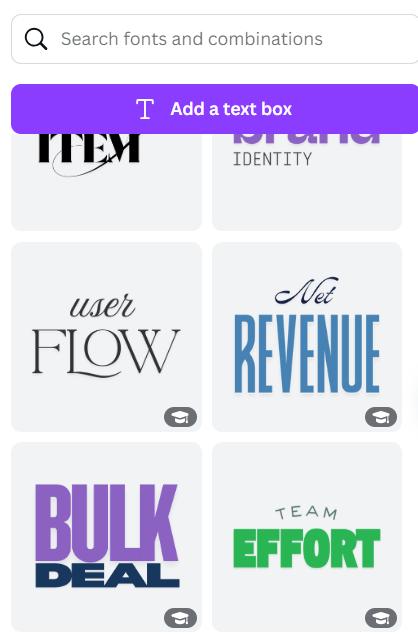 Search fonts and combinations
Add a text box
ITEM
brand
IDENTITY
user
FLOW
Net
REVENUE
BULK
DEAL
TEAM
EFFORT